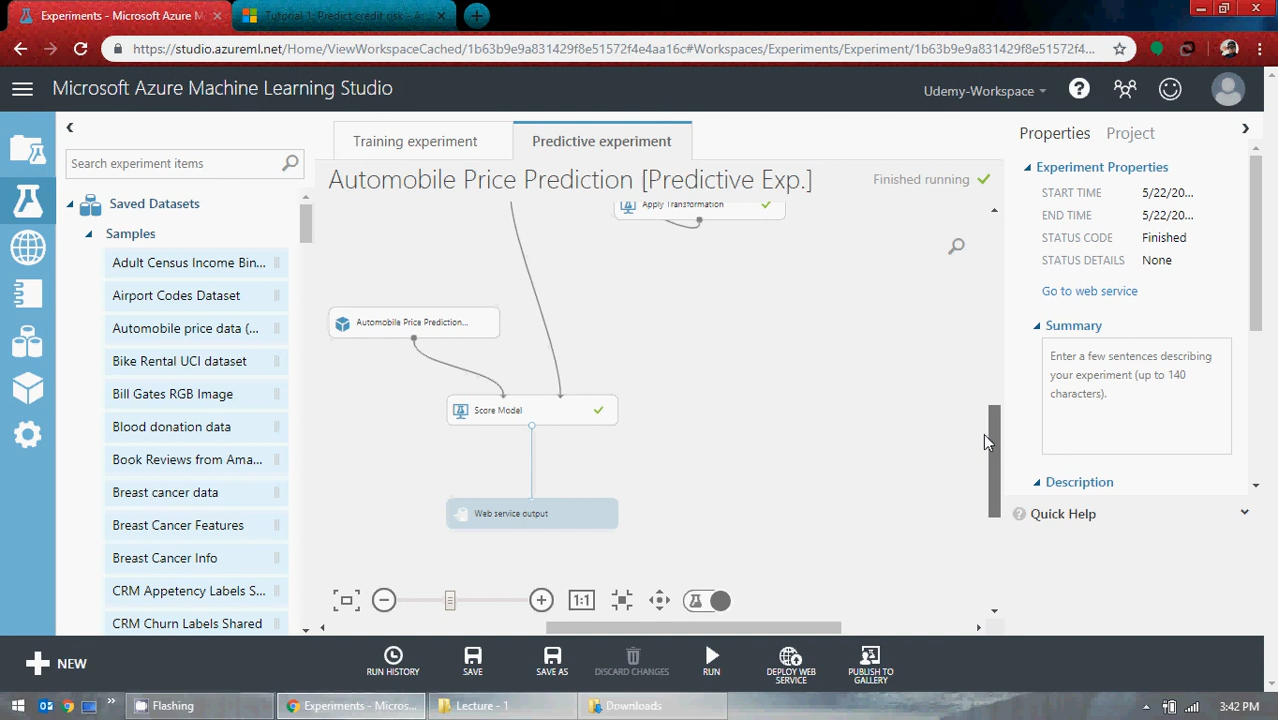 Experiments - Microsoft Azure M
Tutorial 1: Predict credit risk - A
https://studio.azureml.net/Home/ViewWorkspaceCached/1b63b9e9a831429f8e51572f4e4aa16c#Workspaces/Experiments/Experiment/1b63b9e9a831429f8e51572f4...
Microsoft Azure Machine Learning Studio
Udemy-Workspace
Search experiment items
Saved Datasets
Samples
Adult Census Income Bin...
Airport Codes Dataset
Automobile price data (...
Bike Rental UCI dataset
Bill Gates RGB Image
Blood donation data
Book Reviews from Ama...
Breast cancer data
Breast Cancer Features
Breast Cancer Info
CRM Appetency Labels S...
CRM Churn Labels Shared
Training experiment
Predictive experiment
Automobile Price Prediction [Predictive Exp.]
Finished running
Apply Transformation
Automobile Price Prediction...
Score Model
Web service output
1:1
Properties
Project
Experiment Properties
START TIME 5/22/20...
END TIME 5/22/20...
STATUS CODE Finished
STATUS DETAILS None
Go to web service
Summary
Enter a few sentences describing
your experiment (up to 140
characters).
Description
Quick Help
NEW
RUN HISTORY
SAVE
SAVE AS
DISCARD CHANGES
RUN
DEPLOY WEB
SERVICE
PUBLISH TO
GALLERY
Flashing
Experiments - Micros...
Lecture - 1
Downloads
3:42 PM